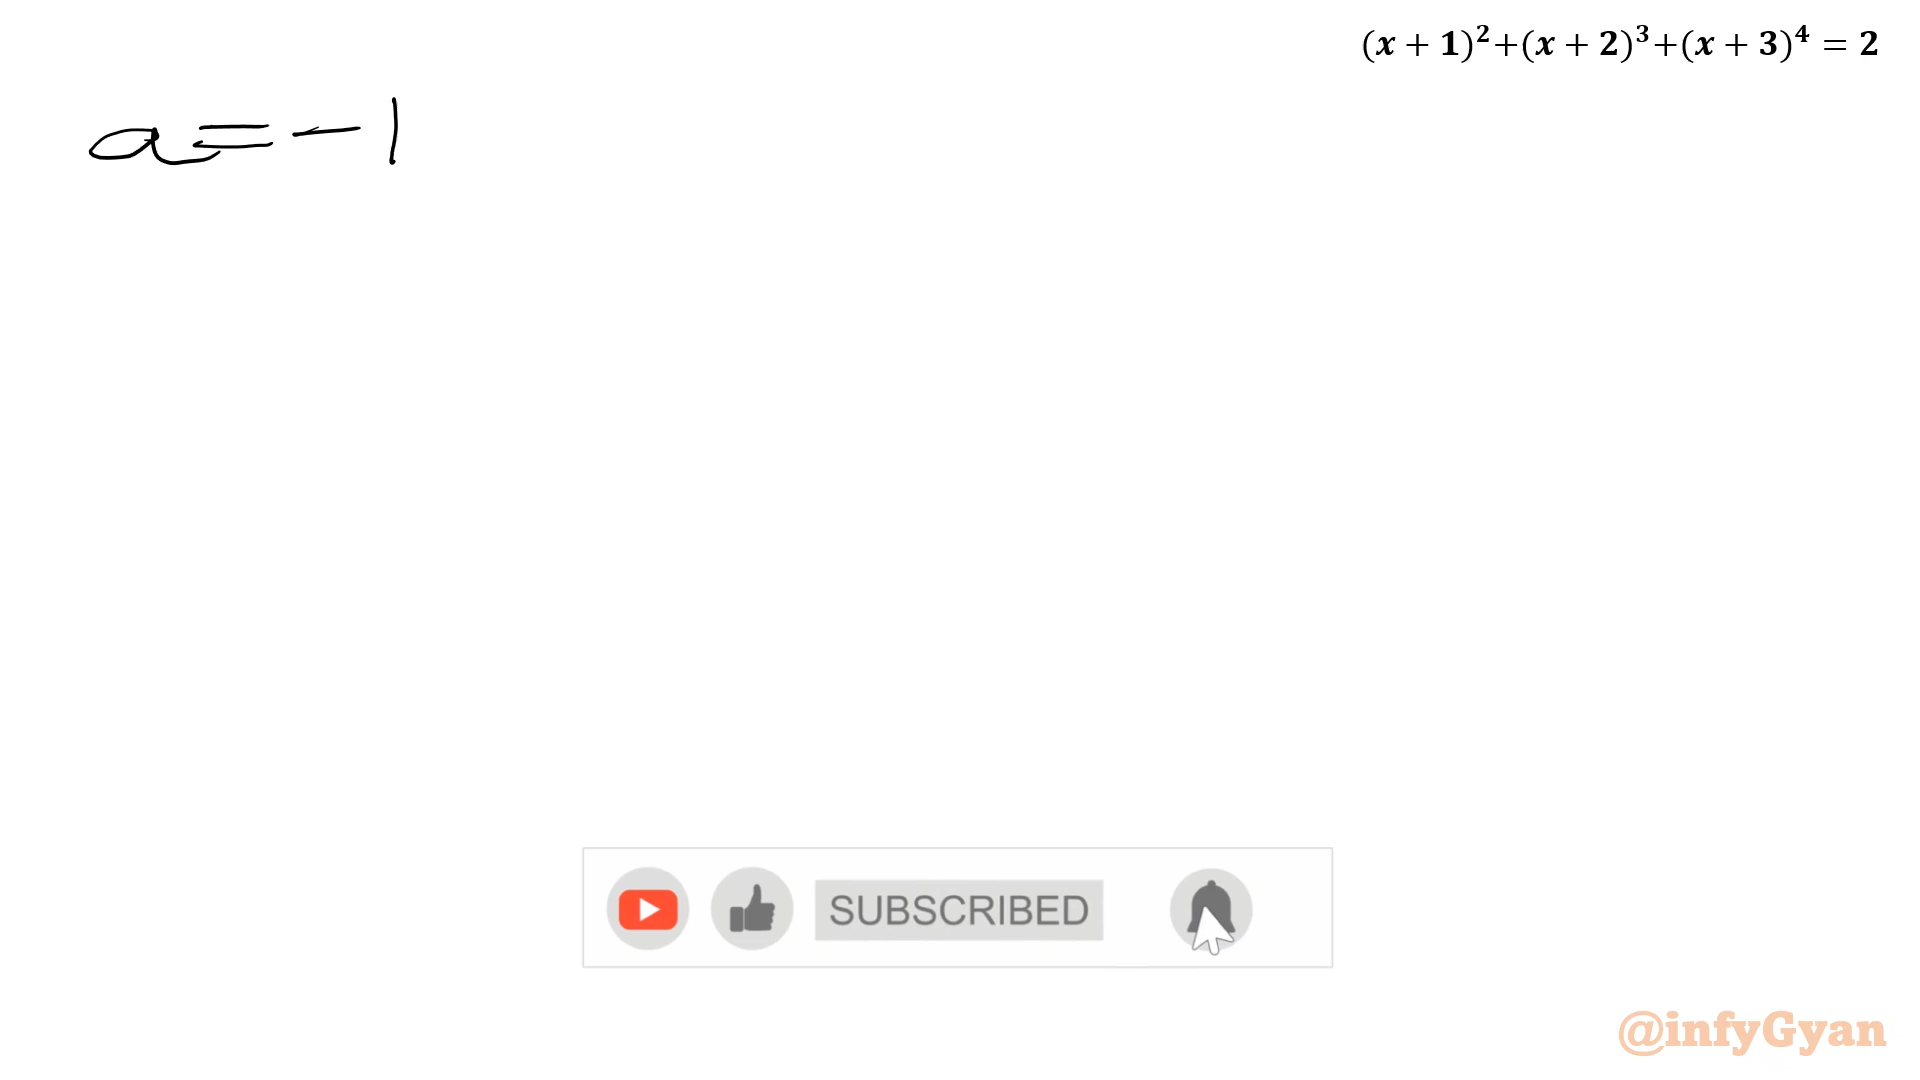 (x + 1)²+(x + 2)³+(x + 3)⁴ = 2
a = - 1
SUBSCRIBED
@infyGyan